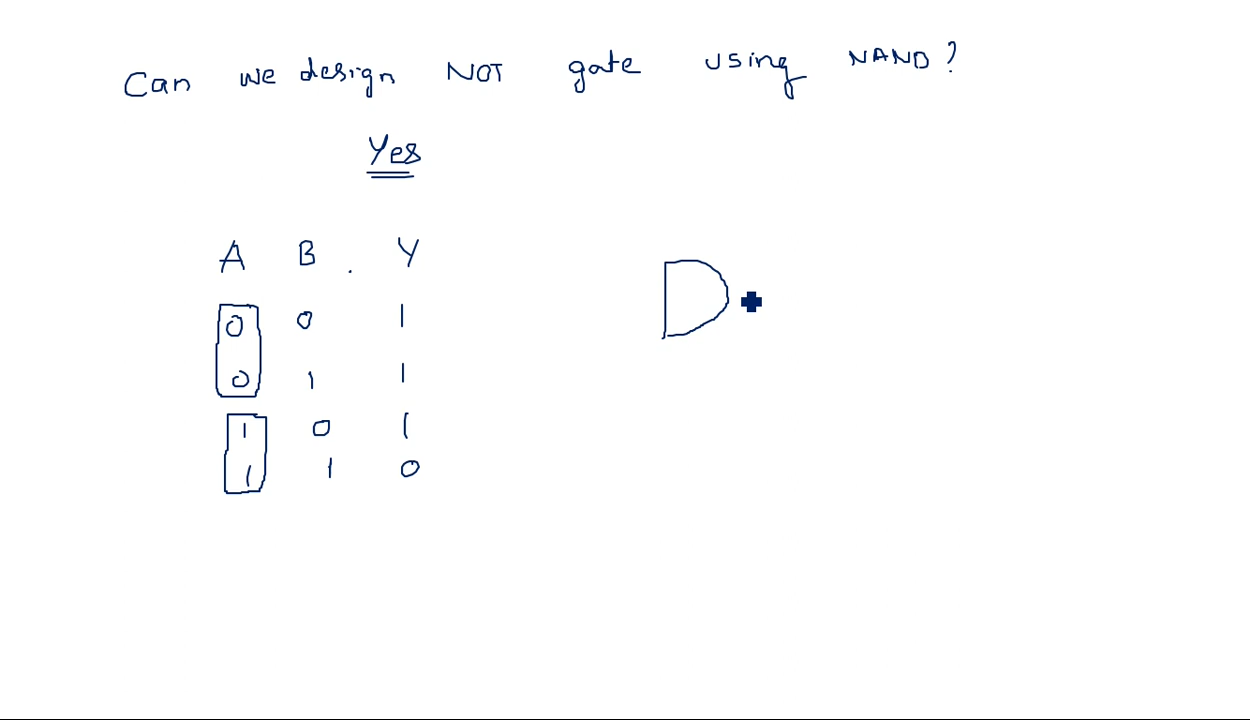 Can we design NOT gate using NAND?
Yes
A B . Y
0 0 1
0 1 1
1 0 1
1 1 0